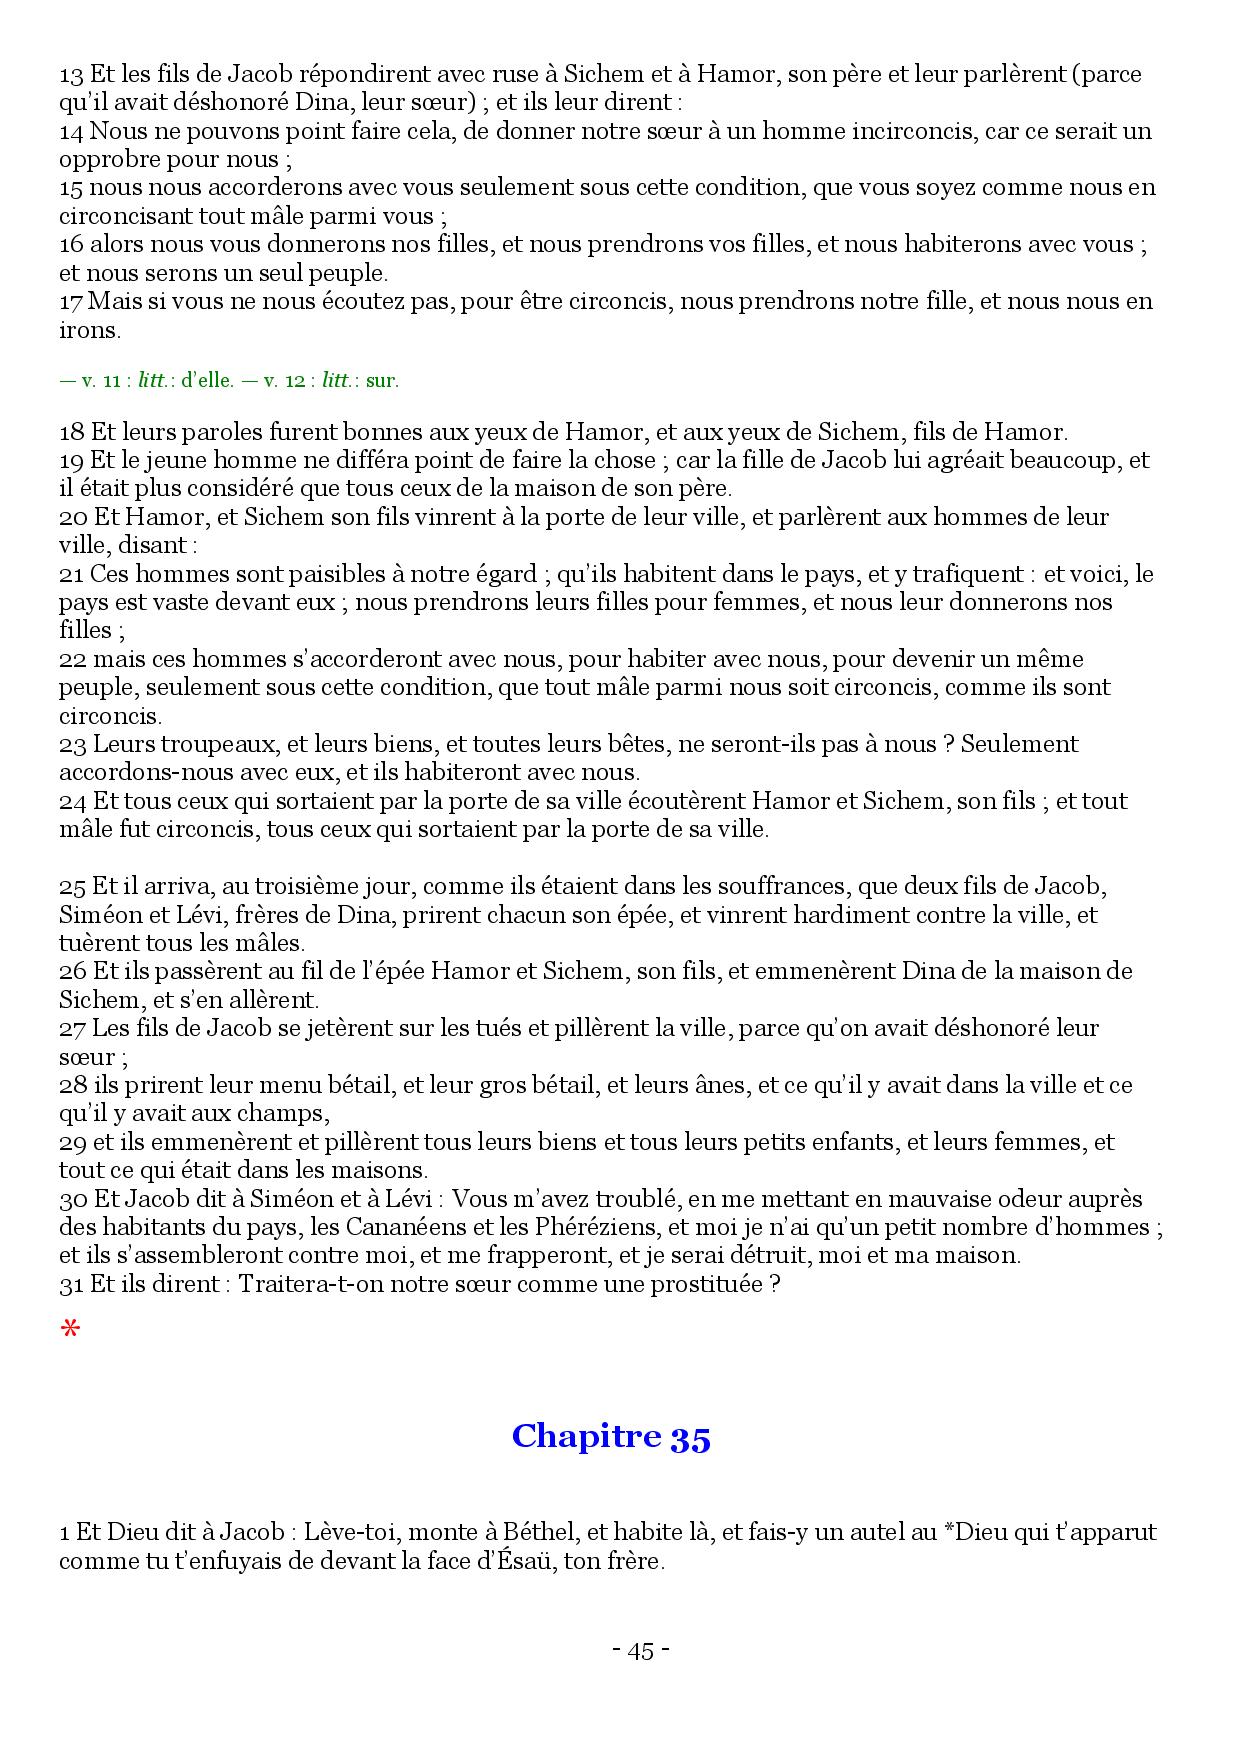 13 Et les fils de Jacob répondirent avec ruse à Sichem et à Hamor, son père et leur parlèrent (parce
qu’il avait déshonoré Dina, leur sœur) ; et ils leur dirent :
14 Nous ne pouvons point faire cela, de donner notre sœur à un homme incirconcis, car ce serait un
opprobre pour nous ;
15 nous nous accorderons avec vous seulement sous cette condition, que vous soyez comme nous en
circoncisant tout mâle parmi vous ;
16 alors nous vous donnerons nos filles, et nous prendrons vos filles, et nous habiterons avec vous ;
et nous serons un seul peuple.
17 Mais si vous ne nous écoutez pas, pour être circoncis, nous prendrons notre fille, et nous nous en
irons.
— v. 11 : litt.: d’elle. — v. 12 : litt.: sur.
18 Et leurs paroles furent bonnes aux yeux de Hamor, et aux yeux de Sichem, fils de Hamor.
19 Et le jeune homme ne différa point de faire la chose ; car la fille de Jacob lui agréait beaucoup, et
il était plus considéré que tous ceux de la maison de son père.
20 Et Hamor, et Sichem son fils vinrent à la porte de leur ville, et parlèrent aux hommes de leur
ville, disant :
21 Ces hommes sont paisibles à notre égard ; qu’ils habitent dans le pays, et y trafiquent : et voici, le
pays est vaste devant eux ; nous prendrons leurs filles pour femmes, et nous leur donnerons nos
filles ;
22 mais ces hommes s’accorderont avec nous, pour habiter avec nous, pour devenir un même
peuple, seulement sous cette condition, que tout mâle parmi nous soit circoncis, comme ils sont
circoncis.
23 Leurs troupeaux, et leurs biens, et toutes leurs bêtes, ne seront-ils pas à nous ? Seulement
accordons-nous avec eux, et ils habiteront avec nous.
24 Et tous ceux qui sortaient par la porte de sa ville écoutèrent Hamor et Sichem, son fils ; et tout
mâle fut circoncis, tous ceux qui sortaient par la porte de sa ville.
25 Et il arriva, au troisième jour, comme ils étaient dans les souffrances, que deux fils de Jacob,
Siméon et Lévi, frères de Dina, prirent chacun son épée, et vinrent hardiment contre la ville, et
tuèrent tous les mâles.
26 Et ils passèrent au fil de l’épée Hamor et Sichem, son fils, et emmenèrent Dina de la maison de
Sichem, et s’en allèrent.
27 Les fils de Jacob se jetèrent sur les tués et pillèrent la ville, parce qu’on avait déshonoré leur
sœur ;
28 ils prirent leur menu bétail, et leur gros bétail, et leurs ânes, et ce qu’il y avait dans la ville et ce
qu’il y avait aux champs,
29 et ils emmenèrent et pillèrent tous leurs biens et tous leurs petits enfants, et leurs femmes, et
tout ce qui était dans les maisons.
30 Et Jacob dit à Siméon et à Lévi : Vous m’avez troublé, en me mettant en mauvaise odeur auprès
des habitants du pays, les Cananéens et les Phéréziens, et moi je n’ai qu’un petit nombre d’hommes ;
et ils s’assembleront contre moi, et me frapperont, et je serai détruit, moi et ma maison.
31 Et ils dirent : Traitera-t-on notre sœur comme une prostituée ?
*
Chapitre 35
1 Et Dieu dit à Jacob : Lève-toi, monte à Béthel, et habite là, et fais-y un autel au *Dieu qui t’apparut
comme tu t’enfuyais de devant la face d’Ésaü, ton frère.
- 45 -